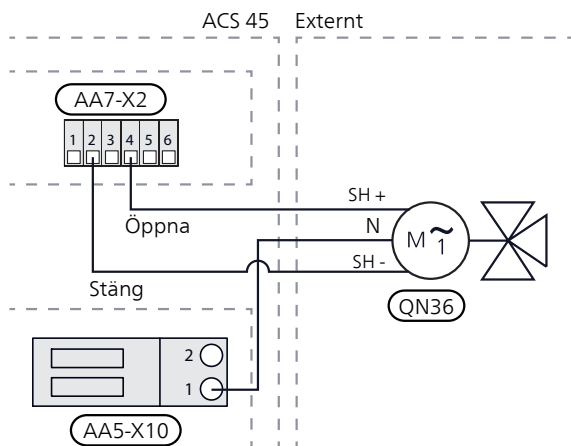 ACS 45 Externt
AA7-X2
1 2 3 4 5 6
SH +
Öppna
N
M ~ 1
SH -
Stäng
QN36
2
1
AA5-X10